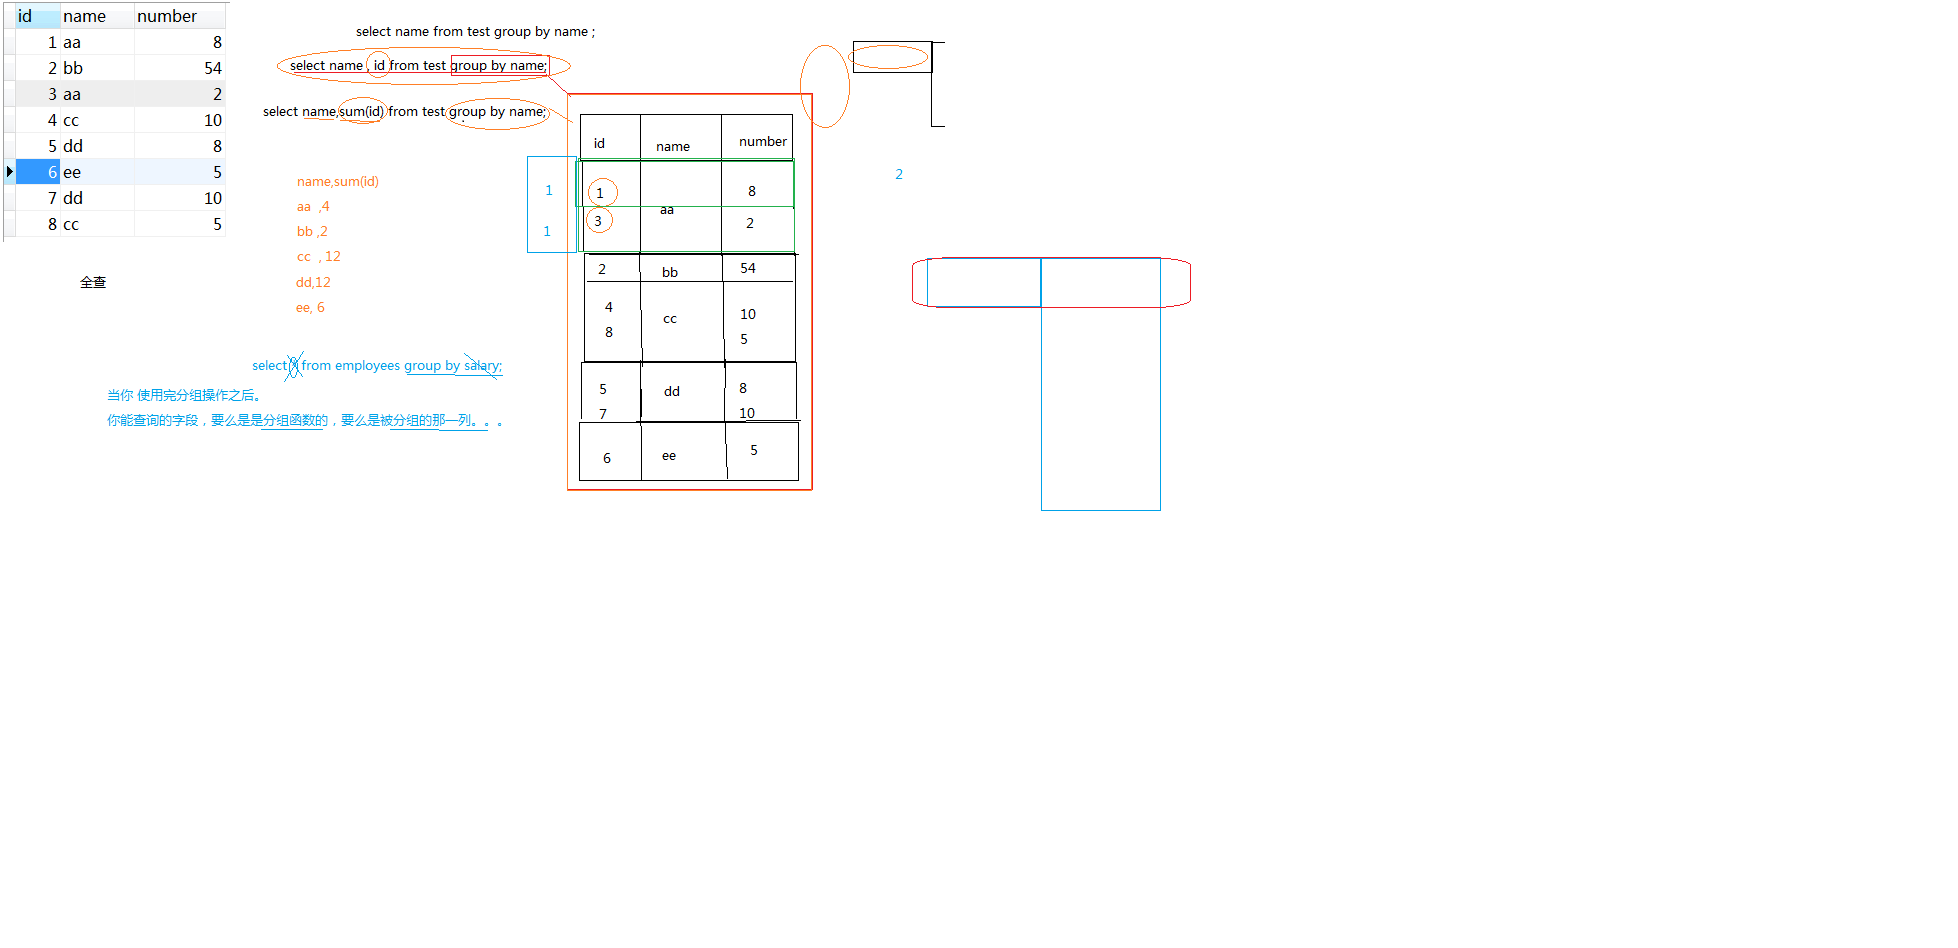 id name number
1 aa 8
2 bb 54
3 aa 2
4 cc 10
5 dd 8
6 ee 5
7 dd 10
8 cc 5
全查
select name from test group by name ;
select name , id from test group by name;
select name,sum(id) from test group by name;
name,sum(id)
aa ,4
bb ,2
cc , 12
dd,12
ee, 6
select from employees group by salary;
当你 使用完分组操作之后。
你能查询的字段，要么是是分组函数的，要么是被分组的那一列。。。
1
1
id name number
1 8
aa
3 2
2 bb 54
4 10
cc
8 5
5 8
dd
7 10
6 ee 5
2